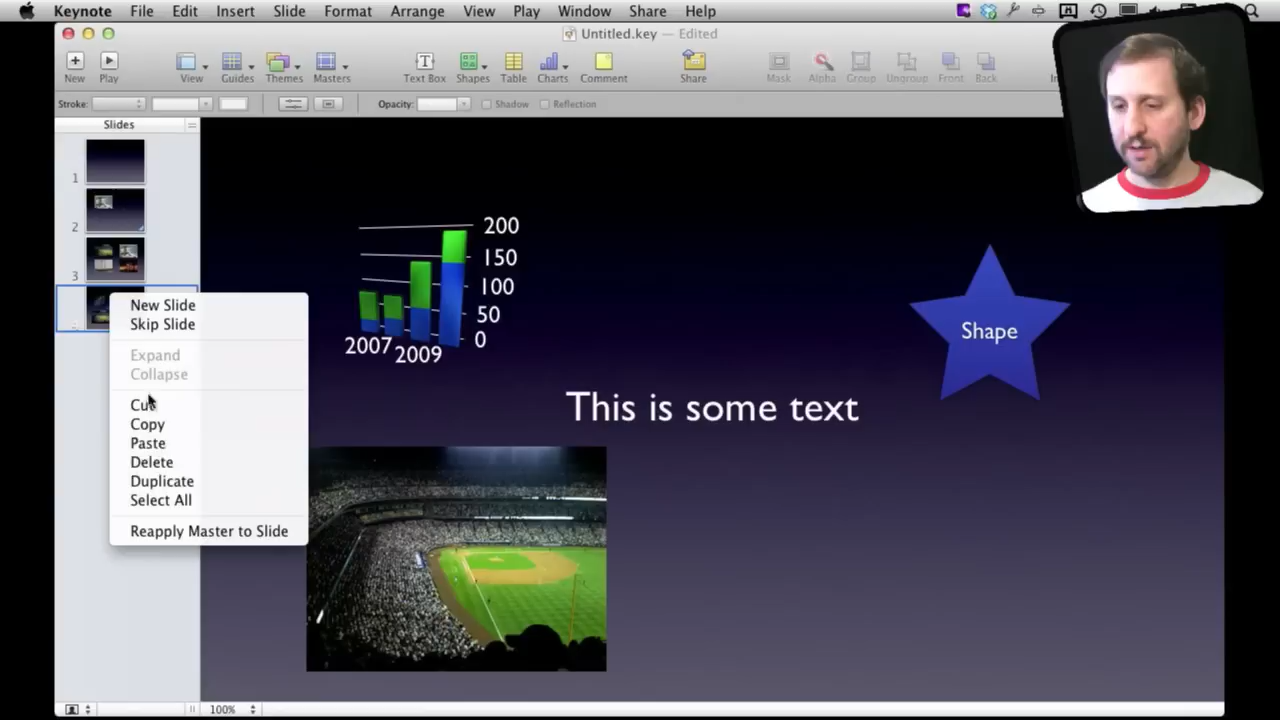 Keynote File Edit Insert Slide Format Arrange View Play Window Share Help
Untitled.key — Edited
New Play View Guides Themes Masters Text Box Shapes Table Charts Comment Share Mask Alpha Group Ungroup Front Back
Stroke: Opacity: Shadow Reflection
Slides
1
2
3
New Slide
Skip Slide
Expand
Collapse
Cut
Copy
Paste
Delete
Duplicate
Select All
Reapply Master to Slide
200
150
100
50
0
2007 2009
Shape
This is some text
100%